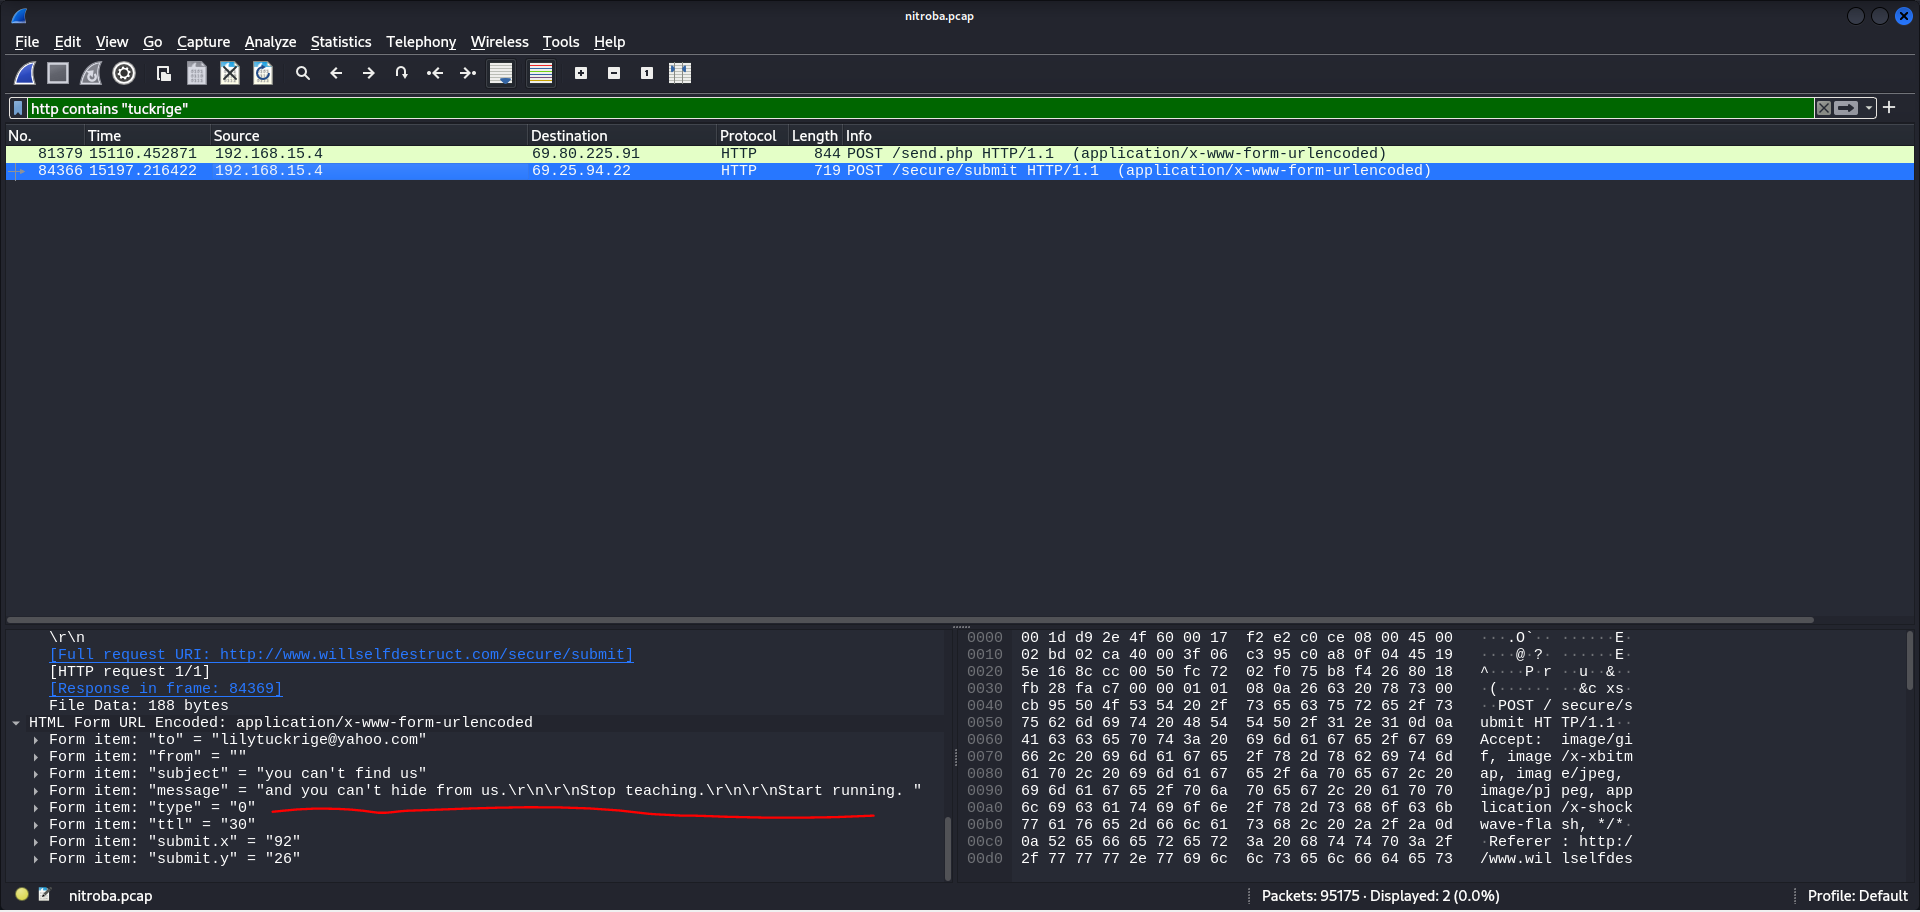 nitroba.pcap
File Edit View Go Capture Analyze Statistics Telephony Wireless Tools Help
http contains "tuckrige"
No. Time Source Destination Protocol Length Info
81379 15110.452871 192.168.15.4 69.80.225.91 HTTP 844 POST /send.php HTTP/1.1  (application/x-www-form-urlencoded)
84366 15197.216422 192.168.15.4 69.25.94.22 HTTP 719 POST /secure/submit HTTP/1.1  (application/x-www-form-urlencoded)
\r\n
[Full request URI: http://www.willselfdestruct.com/secure/submit]
[HTTP request 1/1]
[Response in frame: 84369]
File Data: 188 bytes
HTML Form URL Encoded: application/x-www-form-urlencoded
Form item: "to" = "lilytuckrige@yahoo.com"
Form item: "from" = ""
Form item: "subject" = "you can't find us"
Form item: "message" = "and you can't hide from us.\r\n\r\nStop teaching.\r\n\r\nStart running. "
Form item: "type" = "0"
Form item: "ttl" = "30"
Form item: "submit.x" = "92"
Form item: "submit.y" = "26"
0000 00 1d d9 2e 4f 60 00 17 f2 e2 c0 ce 08 00 45 00 ···.O`·· ······E·
0010 02 bd 02 ca 40 00 3f 06 c3 95 c0 a8 0f 04 45 19 ····@·?· ······E·
0020 5e 16 8c cc 00 50 fc 72 02 f0 75 b8 f4 26 80 18 ^····P·r ··u··&··
0030 fb 28 fa c7 00 00 01 01 08 0a 26 63 20 78 73 00 ·(······ ··&c xs·
0040 cb 95 50 4f 53 54 20 2f 73 65 63 75 72 65 2f 73 ··POST / secure/s
0050 75 62 6d 69 74 20 48 54 54 50 2f 31 2e 31 0d 0a ubmit HT TP/1.1··
0060 41 63 63 65 70 74 3a 20 69 6d 61 67 65 2f 67 69 Accept:  image/gi
0070 66 2c 20 69 6d 61 67 65 2f 78 2d 78 62 69 74 6d f, image /x-xbitm
0080 61 70 2c 20 69 6d 61 67 65 2f 6a 70 65 67 2c 20 ap, imag e/jpeg,
0090 69 6d 61 67 65 2f 70 6a 70 65 67 2c 20 61 70 70 image/pj peg, app
00a0 6c 69 63 61 74 69 6f 6e 2f 78 2d 73 68 6f 63 6b lication /x-shock
00b0 77 61 76 65 2d 66 6c 61 73 68 2c 20 2a 2f 2a 0d wave-fla sh, */*·
00c0 0a 52 65 66 65 72 65 72 3a 20 68 74 74 70 3a 2f ·Referer : http:/
00d0 2f 77 77 77 2e 77 69 6c 6c 73 65 6c 66 64 65 73 /www.wil lselfdes
nitroba.pcap
Packets: 95175 · Displayed: 2 (0.0%)
Profile: Default